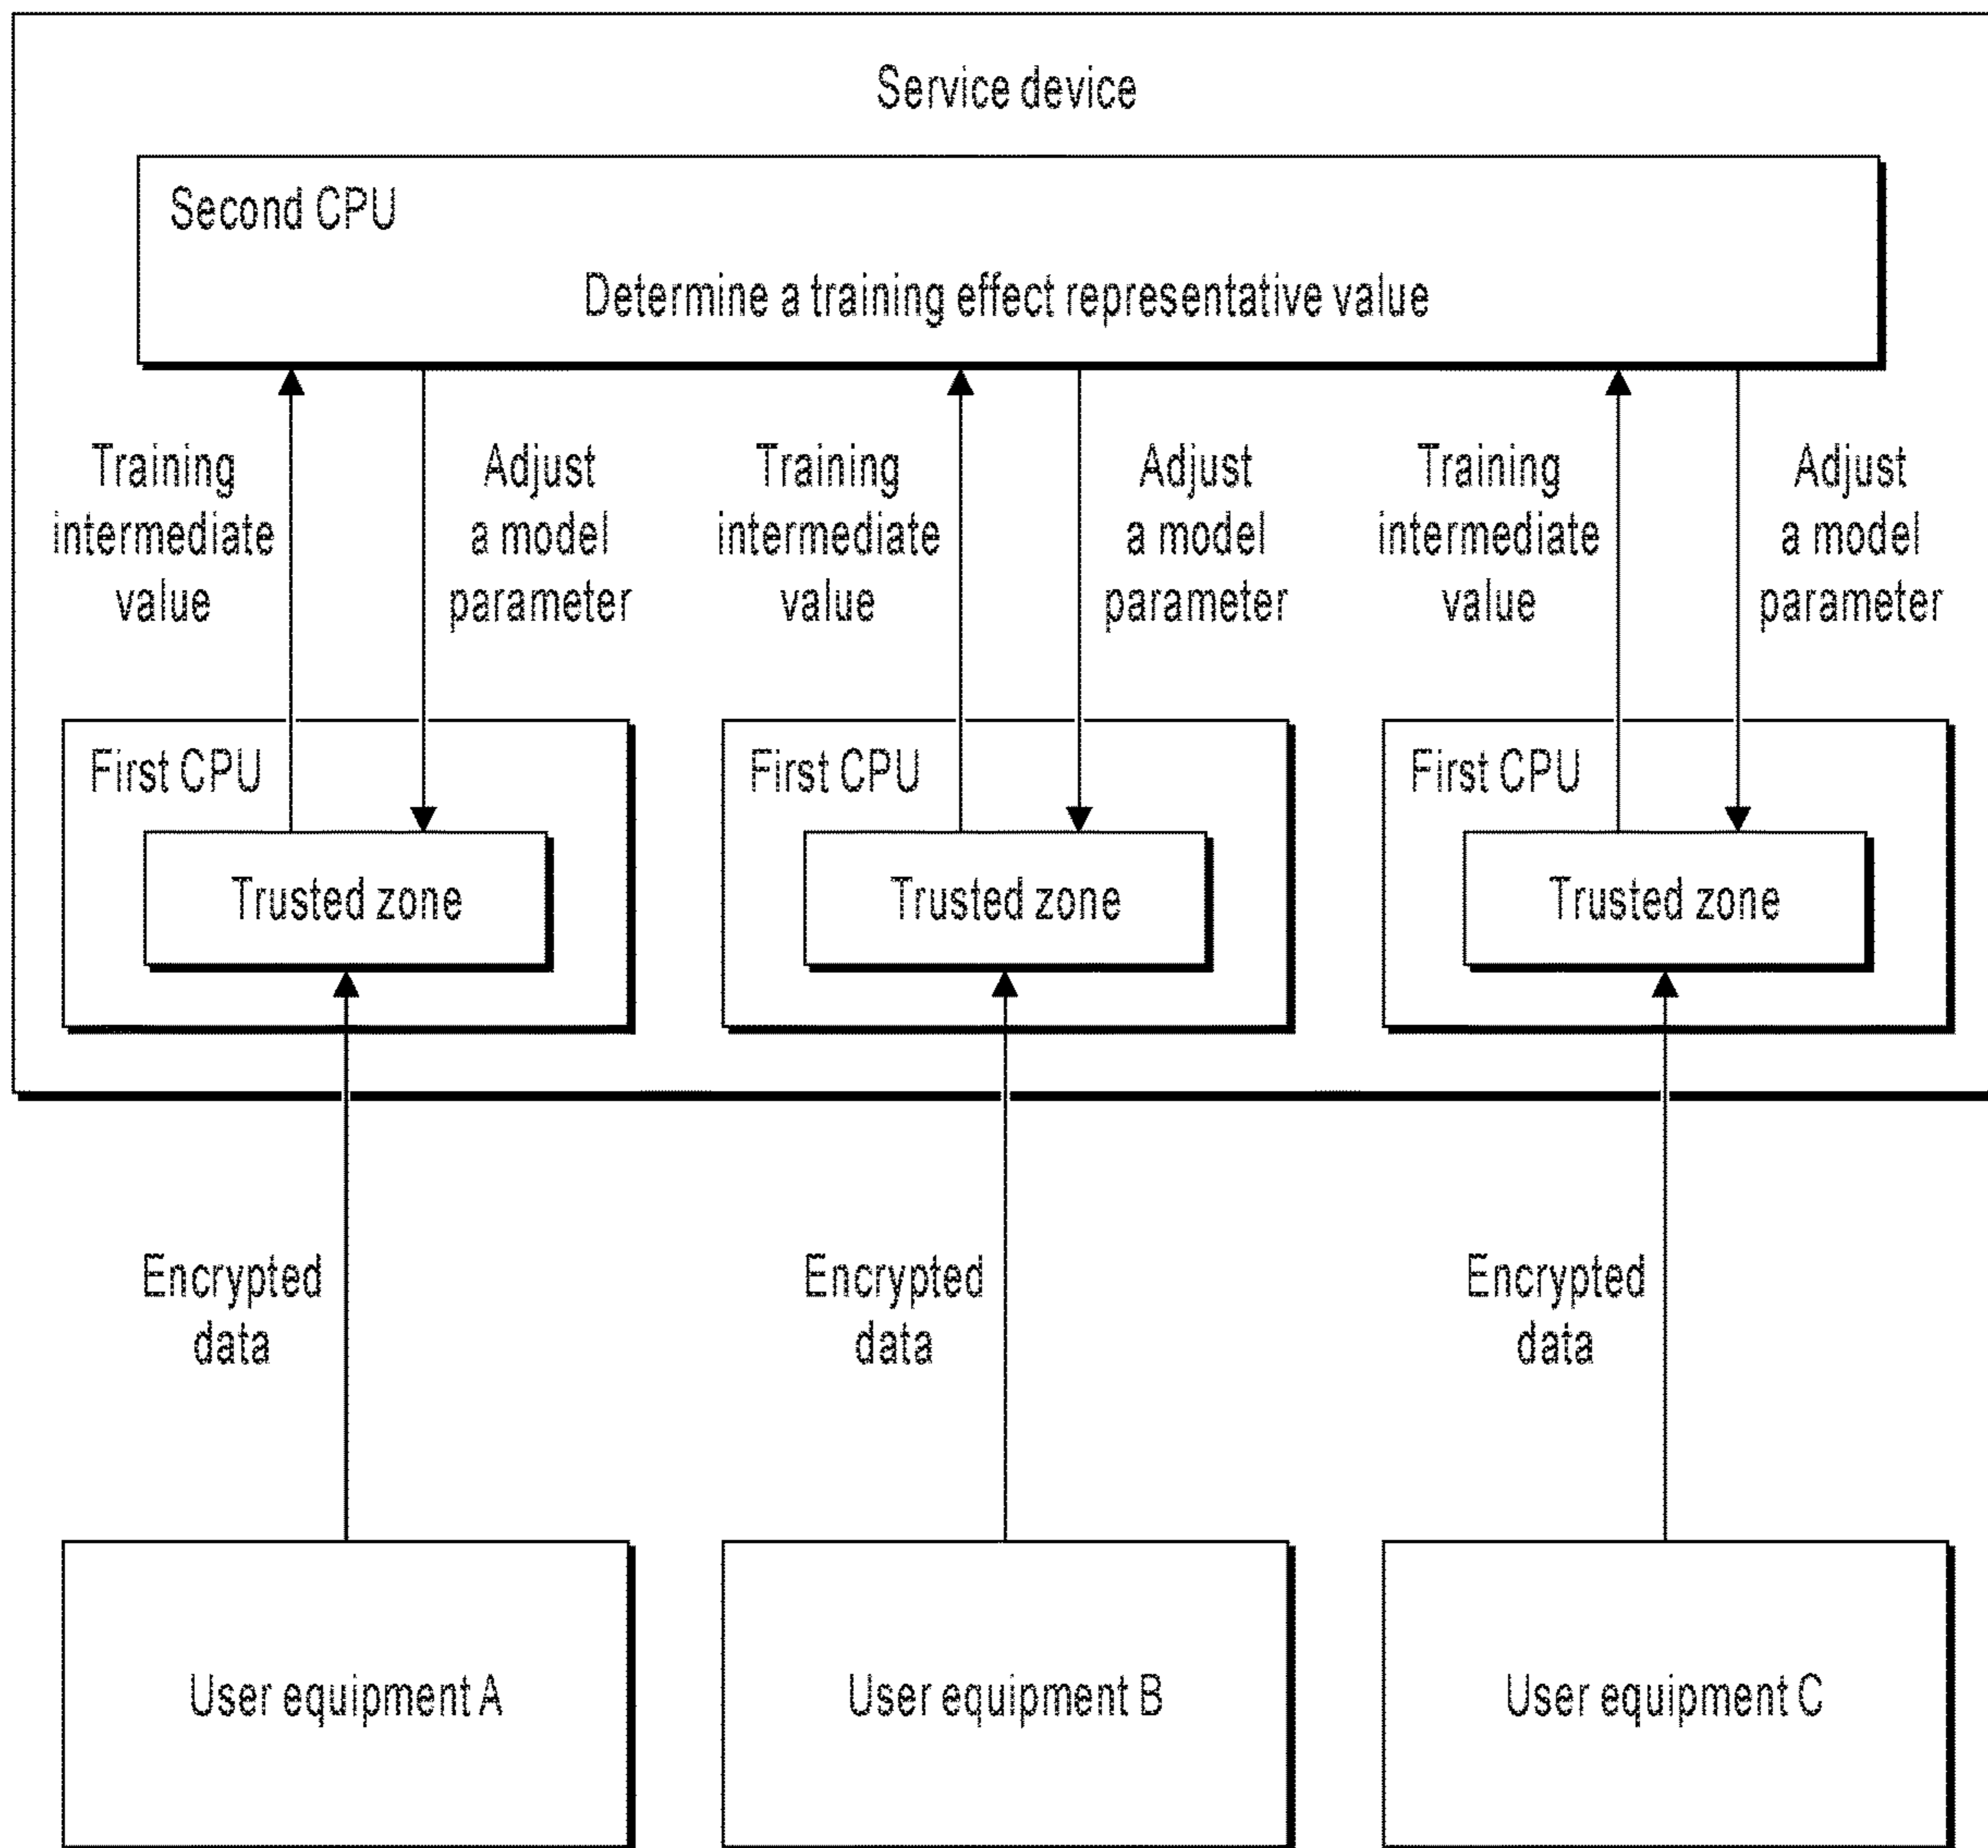 Service device
Second CPU
Determine a training effect representative value
Training
intermediate
value
Adjust
a model
parameter
Training
intermediate
value
Adjust
a model
parameter
Training
intermediate
value
Adjust
a model
parameter
First CPU
Trusted zone
First CPU
Trusted zone
First CPU
Trusted zone
Encrypted
data
Encrypted
data
Encrypted
data
User equipment A
User equipment B
User equipment C